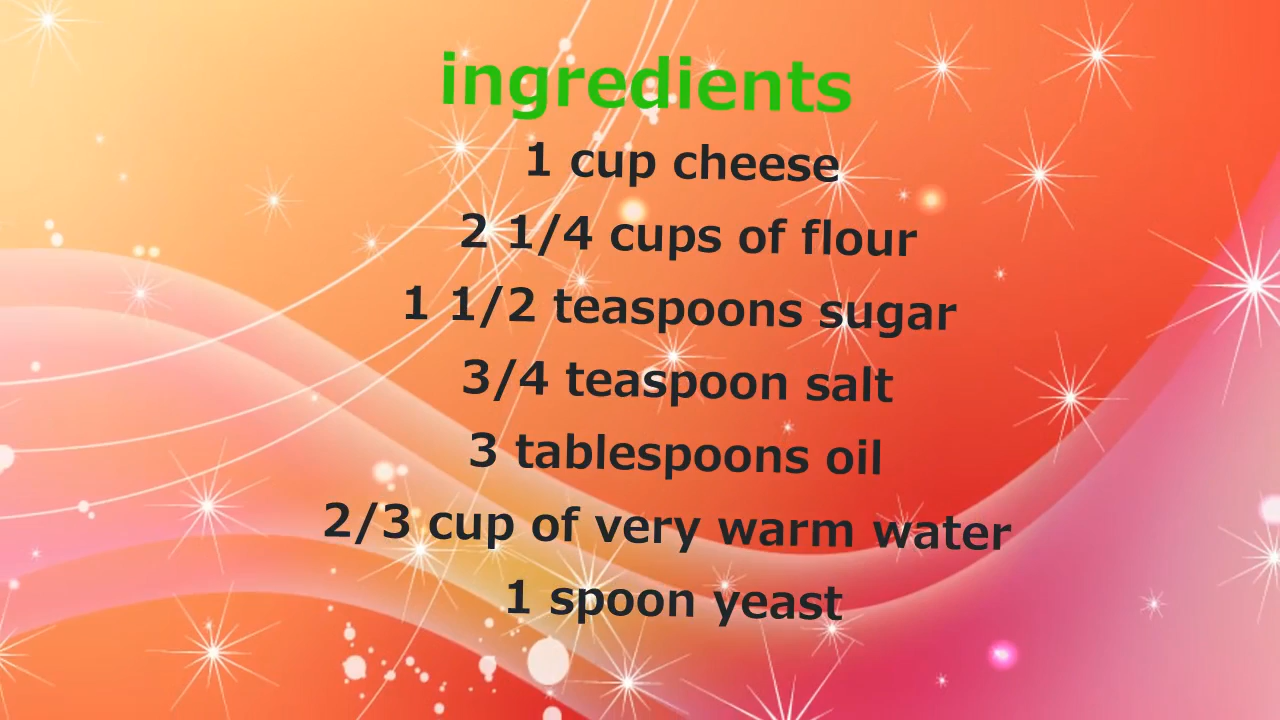 ingredients
1 cup cheese
2 1/4 cups of flour
1 1/2 teaspoons sugar
3/4 teaspoon salt
3 tablespoons oil
2/3 cup of very warm water
1 spoon yeast